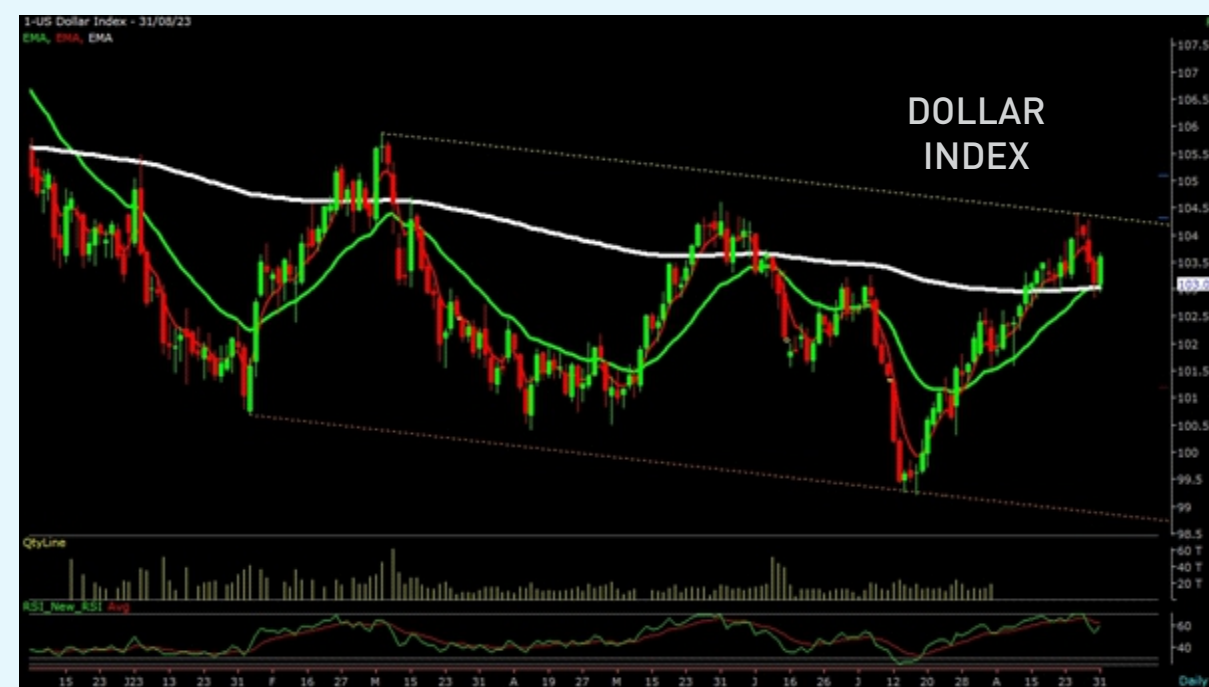 1-US Dollar Index - 31/08/23
EMA, EMA, EMA
DOLLAR
INDEX
107.5
107
106.5
106
105.5
105
104.5
104
103.5
102.5
102
101.5
101
100.5
100
99.5
99
98.5
QtyLine
60 T
40 T
20 T
RSI_New_RSI Avg
60
40
15 23 J23 13 23 31 F 16 27 M 15 23 31 A 19 27 M 15 23 31 J 16 26 J 12 20 28 A 15 23 31 Daily